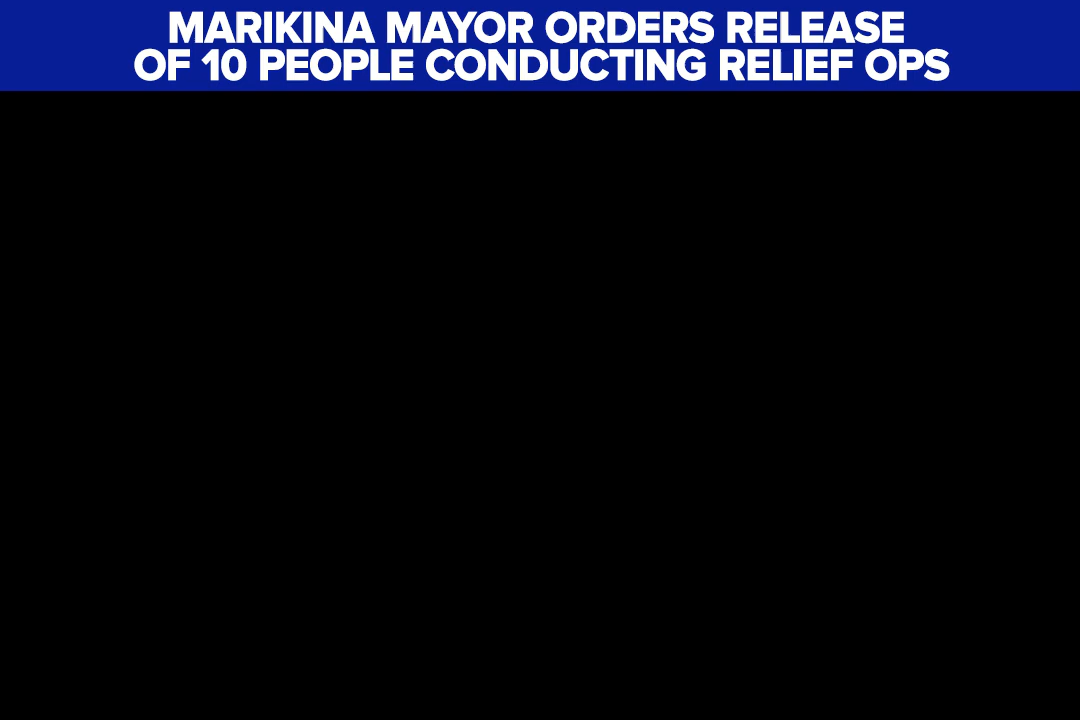 MARIKINA MAYOR ORDERS RELEASE
OF 10 PEOPLE CONDUCTING RELIEF OPS